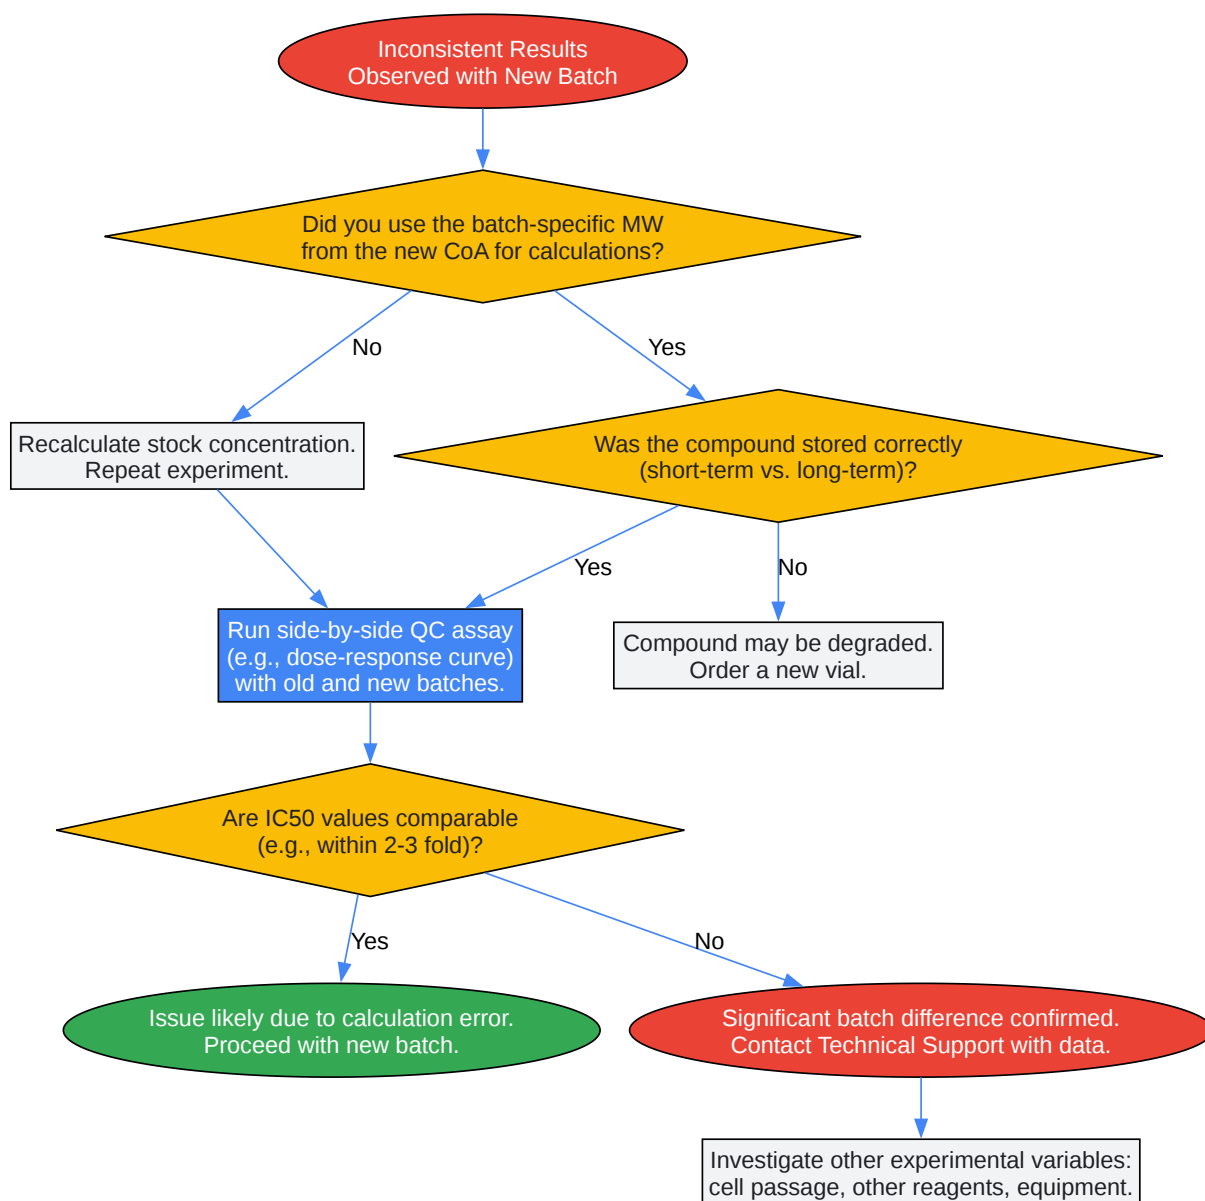 Inconsistent Results
Observed with New Batch
Did you use the batch-specific MW
from the new CoA for calculations?
No
Yes
Recalculate stock concentration.
Repeat experiment.
Was the compound stored correctly
(short-term vs. long-term)?
Yes
No
Run side-by-side QC assay
(e.g., dose-response curve)
with old and new batches.
Compound may be degraded.
Order a new vial.
Are IC50 values comparable
(e.g., within 2-3 fold)?
Yes
No
Issue likely due to calculation error.
Proceed with new batch.
Significant batch difference confirmed.
Contact Technical Support with data.
Investigate other experimental variables:
cell passage, other reagents, equipment.